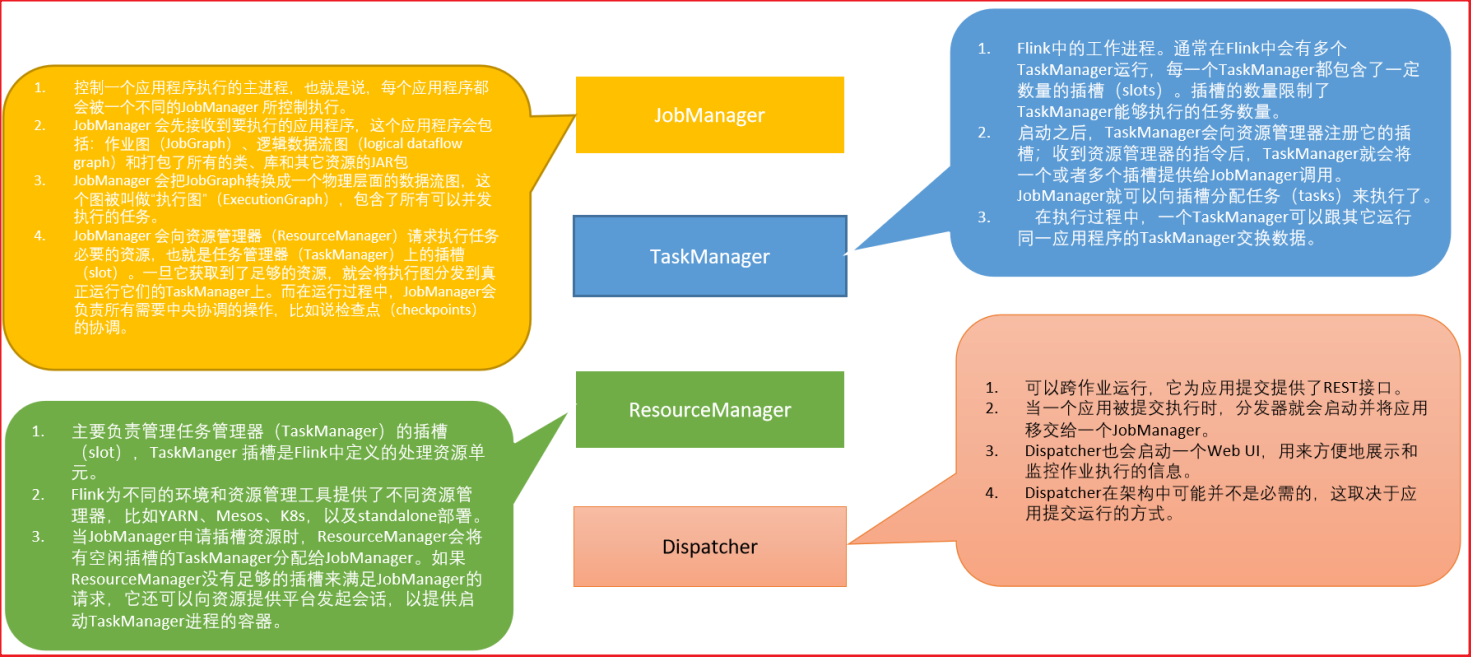 1. 控制一个应用程序执行的主进程，也就是说，每个应用程序都
会被一个不同的JobManager 所控制执行。
2. JobManager 会先接收到要执行的应用程序，这个应用程序会包
括：作业图（JobGraph）、逻辑数据流图（logical dataflow
graph）和打包了所有的类、库和其它资源的JAR包
3. JobManager 会把JobGraph转换成一个物理层面的数据流图，这
个图被叫做“执行图”（ExecutionGraph），包含了所有可以并发
执行的任务。
4. JobManager 会向资源管理器（ResourceManager）请求执行任务
必要的资源，也就是任务管理器（TaskManager）上的插槽
（slot）。一旦它获取到了足够的资源，就会将执行图分发到真
正运行它们的TaskManager上。而在运行过程中，JobManager会
负责所有需要中央协调的操作，比如说检查点（checkpoints）
的协调。
JobManager
1. Flink中的工作进程。通常在Flink中会有多个
TaskManager运行，每一个TaskManager都包含了一定
数量的插槽（slots）。插槽的数量限制了
TaskManager能够执行的任务数量。
2. 启动之后，TaskManager会向资源管理器注册它的插
槽；收到资源管理器的指令后，TaskManager就会将
一个或者多个插槽提供给JobManager调用。
JobManager就可以向插槽分配任务（tasks）来执行了。
3. 在执行过程中，一个TaskManager可以跟其它运行
同一应用程序的TaskManager交换数据。
TaskManager
1. 主要负责管理任务管理器（TaskManager）的插槽
（slot），TaskManger 插槽是Flink中定义的处理资源单
元。
2. Flink为不同的环境和资源管理工具提供了不同资源管
理器，比如YARN、Mesos、K8s，以及standalone部署。
3. 当JobManager申请插槽资源时，ResourceManager会将
有空闲插槽的TaskManager分配给JobManager。如果
ResourceManager没有足够的插槽来满足JobManager的
请求，它还可以向资源提供平台发起会话，以提供启
动TaskManager进程的容器。
ResourceManager
1. 可以跨作业运行，它为应用提交提供了REST接口。
2. 当一个应用被提交执行时，分发器就会启动并将应用
移交给一个JobManager。
3. Dispatcher也会启动一个Web UI，用来方便地展示和
监控作业执行的信息。
4. Dispatcher在架构中可能并不是必需的，这取决于应
用提交运行的方式。
Dispatcher